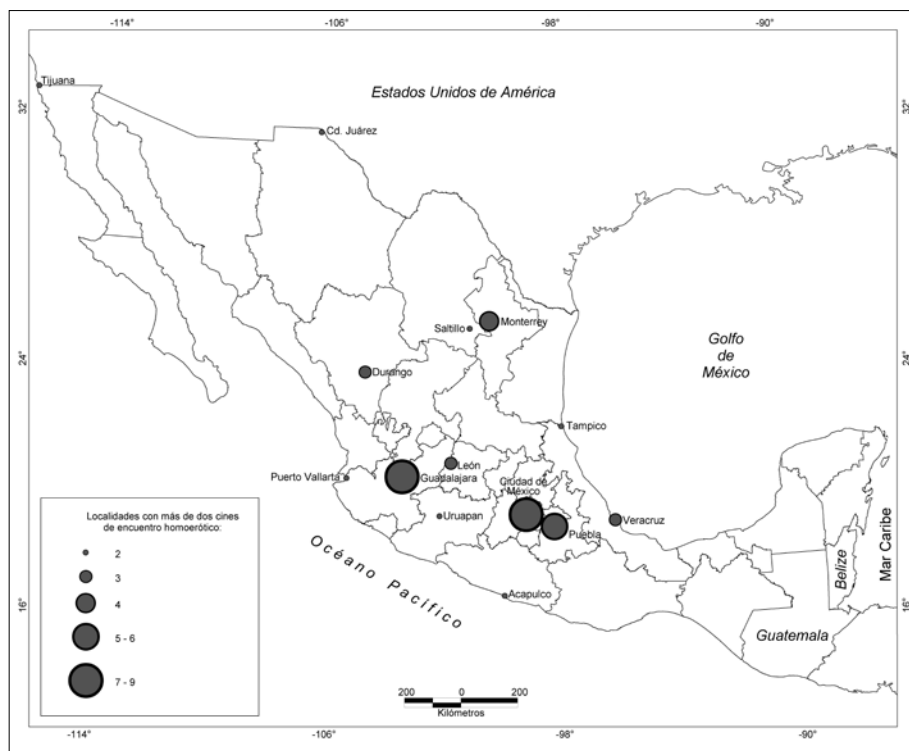 -114° -106° -98° -90°
Tijuana
Estados Unidos de América
32° 32°
Cd. Juárez
Monterrey
Saltillo
Golfo
de
México
24° 24°
Durango
Tampico
León
Puerto Vallarta
Guadalajara
Ciudad de
México
Uruapan
Veracruz
Puebla
Localidades con más de dos cines
de encuentro homoerótico:
2
3
4
5 - 6
7 - 9
Océano Pacífico
Acapulco
Belize
Mar Caribe
16° 16°
Guatemala
200 0 200
Kilómetros
-114° -106° -98° -90°